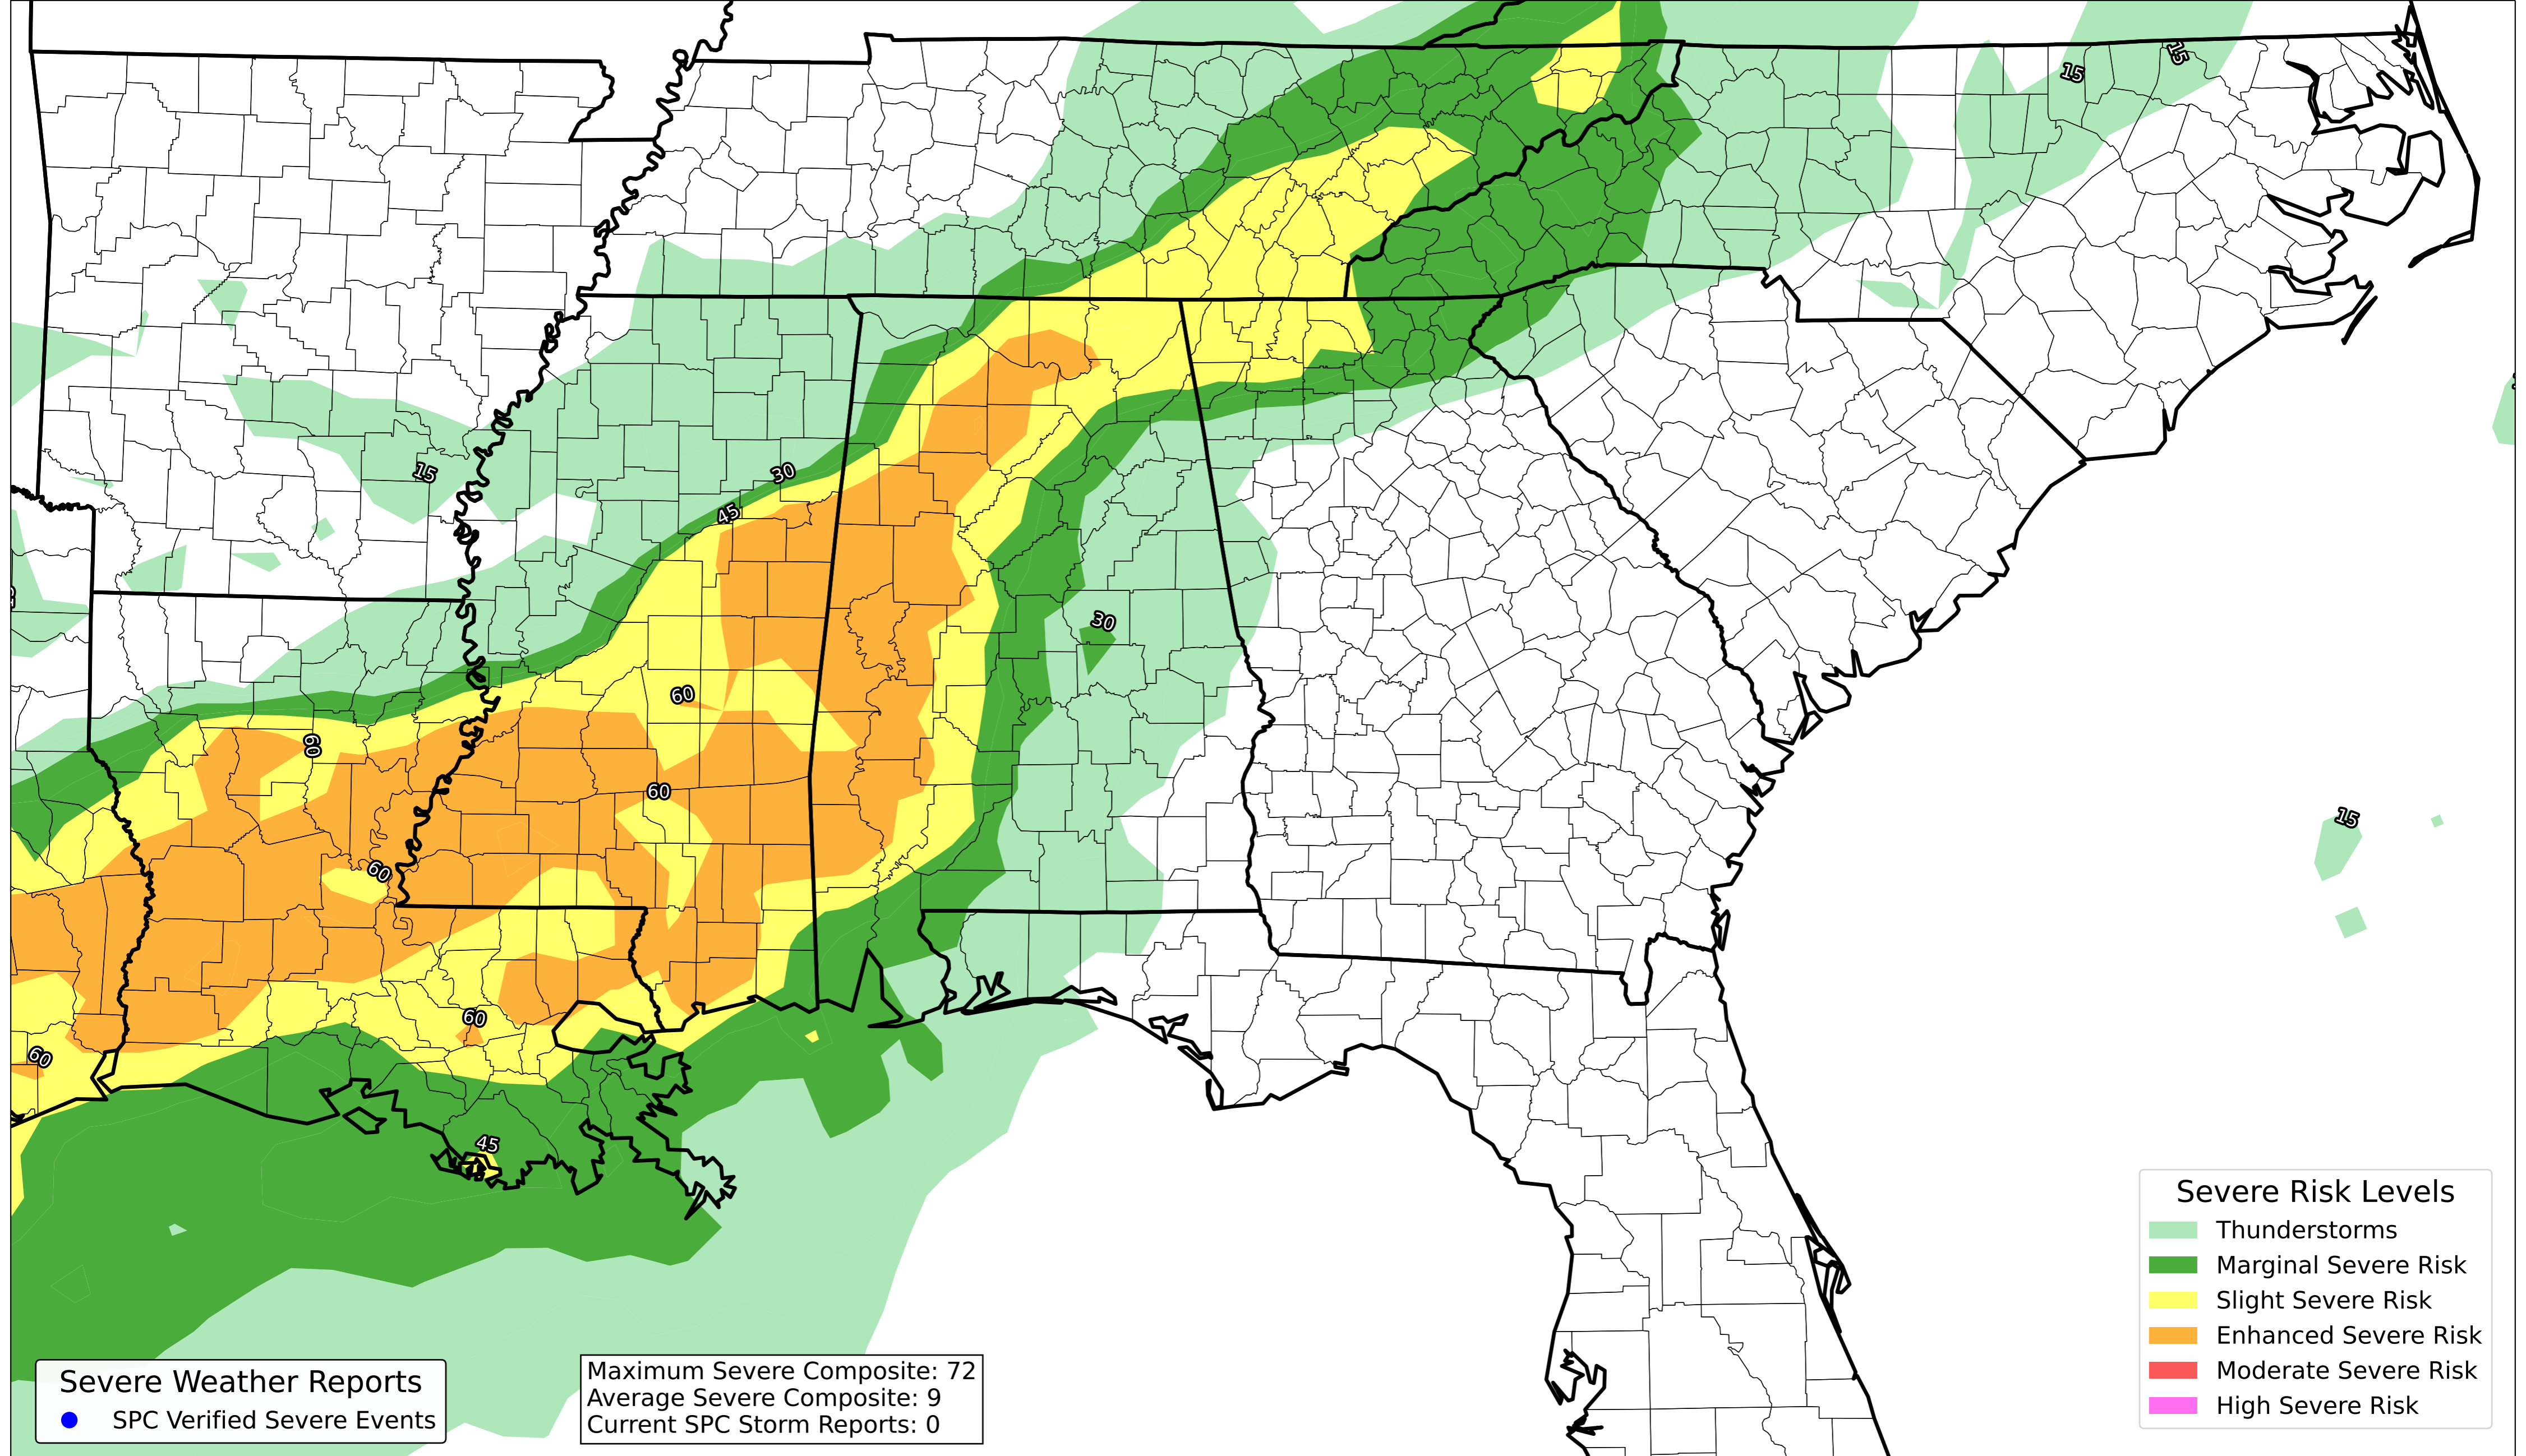 15
15
15
30
45
30
60
60
60
60
60
60
15
45
Severe Risk Levels
Thunderstorms
Marginal Severe Risk
Slight Severe Risk
Enhanced Severe Risk
Moderate Severe Risk
High Severe Risk
Severe Weather Reports
SPC Verified Severe Events
Maximum Severe Composite: 72
Average Severe Composite: 9
Current SPC Storm Reports: 0